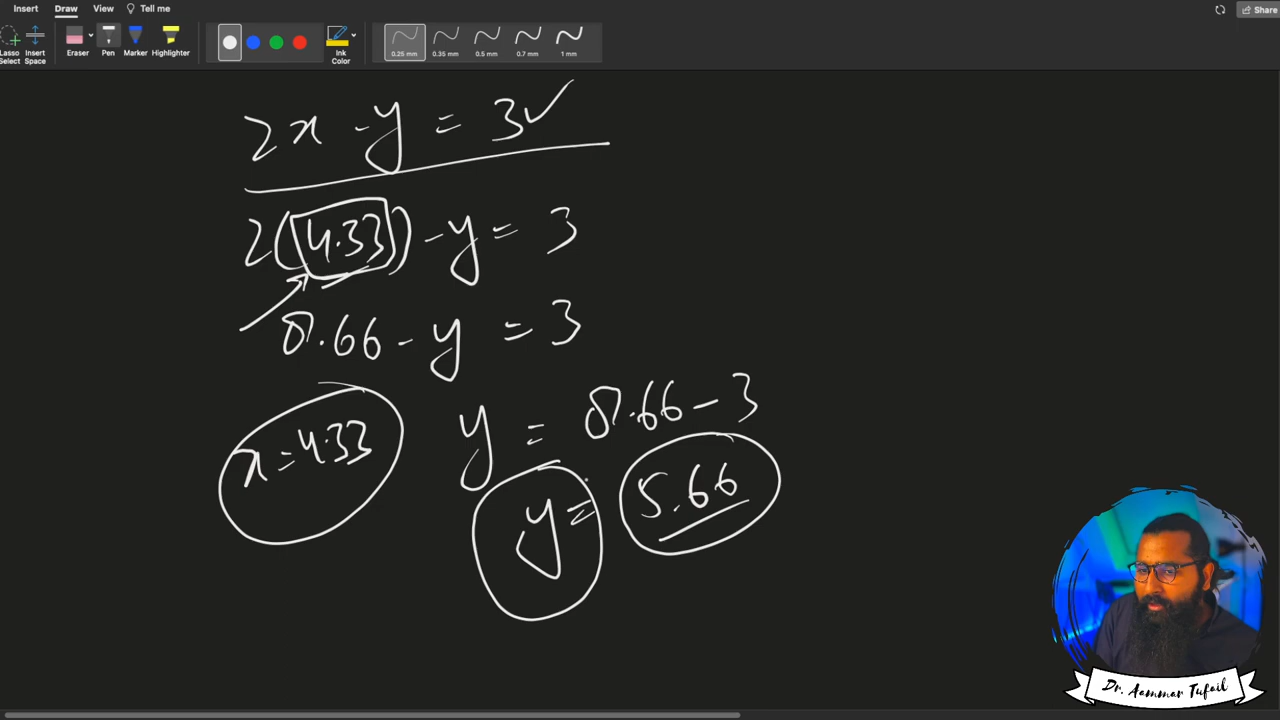 Insert Draw View Tell me
Share
Lasso Select
Insert Space
Eraser
Pen
Marker
Highlighter
Ink Color
0.25 mm
0.35 mm
0.5 mm
0.7 mm
1 mm
2x - y = 3✓
2(4.33) - y = 3
8.66 - y = 3
y = 8.66 - 3
x = 4.33
y = 5.66
Dr. Aammar Tufail